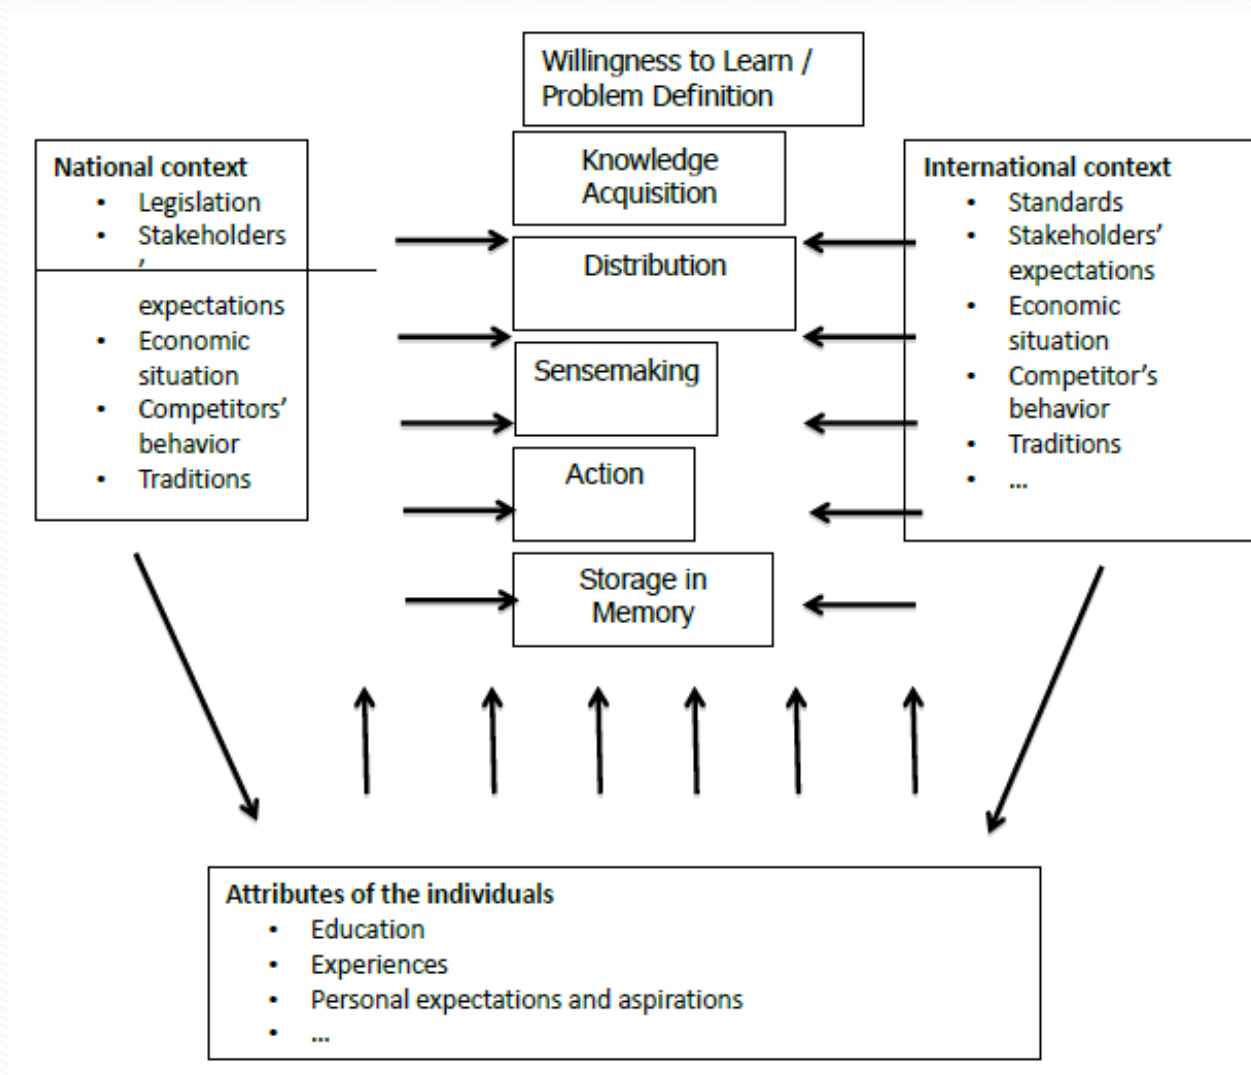 Willingness to Learn /
Problem Definition
Knowledge
Acquisition
Distribution
Sensemaking
Action
Storage in
Memory
National context
• Legislation
• Stakeholders
’
expectations
• Economic
situation
• Competitors’
behavior
• Traditions
International context
• Standards
• Stakeholders’
expectations
• Economic
situation
• Competitor’s
behavior
• Traditions
• ...
Attributes of the individuals
• Education
• Experiences
• Personal expectations and aspirations
• ...